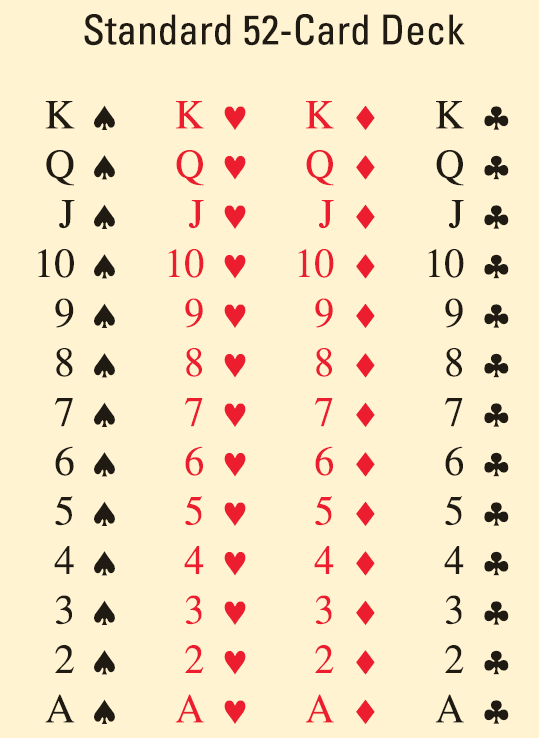 Standard 52-Card Deck
K ♠ K ♥ K ♦ K ♣
Q ♠ Q ♥ Q ♦ Q ♣
J ♠ J ♥ J ♦ J ♣
10 ♠ 10 ♥ 10 ♦ 10 ♣
9 ♠ 9 ♥ 9 ♦ 9 ♣
8 ♠ 8 ♥ 8 ♦ 8 ♣
7 ♠ 7 ♥ 7 ♦ 7 ♣
6 ♠ 6 ♥ 6 ♦ 6 ♣
5 ♠ 5 ♥ 5 ♦ 5 ♣
4 ♠ 4 ♥ 4 ♦ 4 ♣
3 ♠ 3 ♥ 3 ♦ 3 ♣
2 ♠ 2 ♥ 2 ♦ 2 ♣
A ♠ A ♥ A ♦ A ♣